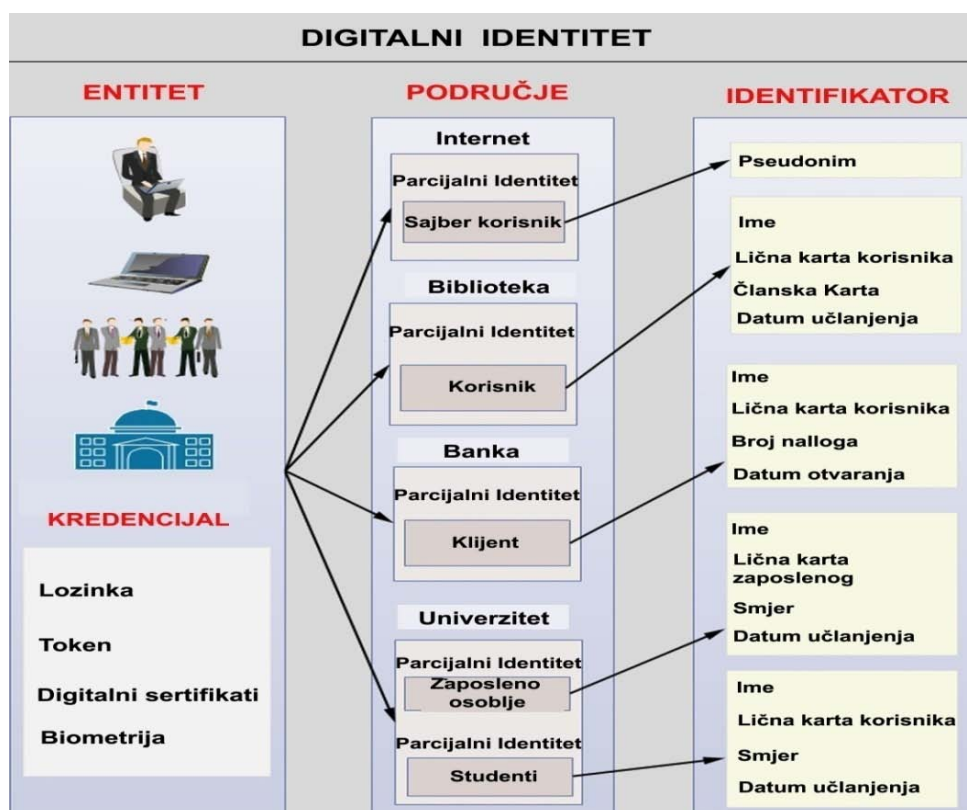 DIGITALNI IDENTITET
ENTITET
KREDENCIJAL
Lozinka
Token
Digitalni sertifikati
Biometrija
PODRUČJE
Internet
Parcijalni Identitet
Sajber korisnik
Biblioteka
Parcijalni Identitet
Korisnik
Banka
Parcijalni Identitet
Klijent
Univerzitet
Parcijalni Identitet
Zaposleno
osoblje
Parcijalni Identitet
Studenti
IDENTIFIKATOR
Pseudonim
Ime
Lična karta korisnika
Članska Karta
Datum učlanjenja
Ime
Lična karta korisnika
Broj nalloga
Datum otvaranja
Ime
Lična karta
zaposlenog
Smjer
Datum učlanjenja
Ime
Lična karta korisnika
Smjer
Datum učlanjenja